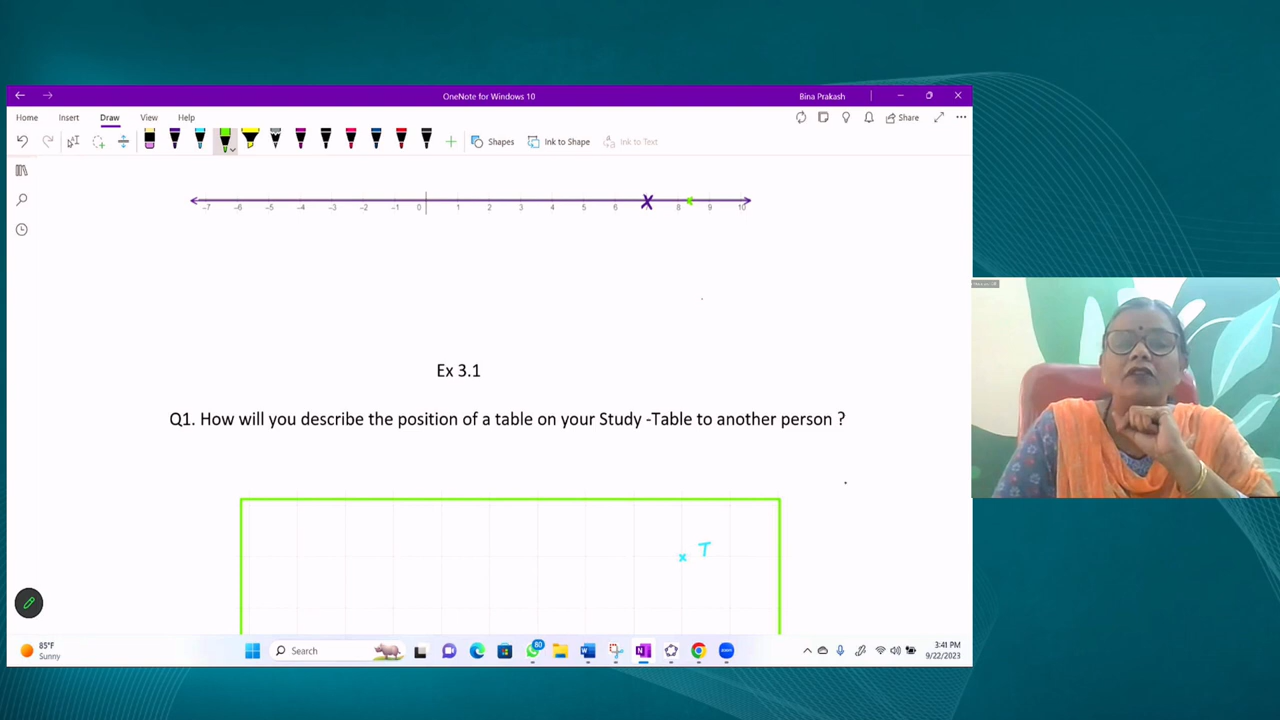 OneNote for Windows 10
Bina Prakash
Home Insert Draw View Help
Share
Shapes
Ink to Shape
Ink to Text
-7 -6 -5 -4 -3 -2 -1 0 1 2 3 4 5 6 8 9 10
Ex 3.1
Q1. How will you describe the position of a table on your Study -Table to another person ?
x T
85°F
Sunny
Search
80
3:41 PM
9/22/2023